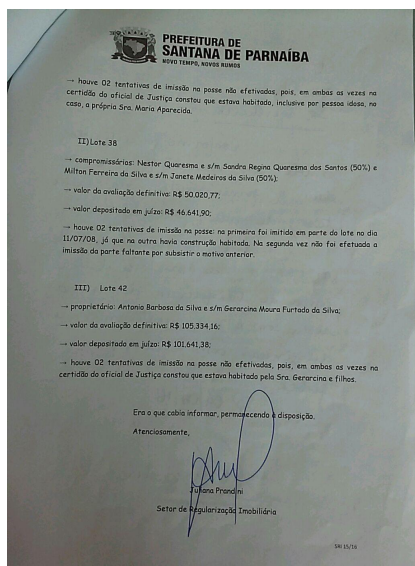 PREFEITURA DE
SANTANA DE PARNAÍBA
NOVO TEMPO, NOVOS RUMOS
→ houve 02 tentativas de imissão na posse não efetivadas, pois, em ambas as vezes na
certidão do oficial de Justiça constou que estava habitado, inclusive por pessoa idosa, no
caso, a própria Sra. Maria Aparecida.
II) Lote 38
→ compromissários: Nestor Quaresma e s/m Sandra Regina Quaresma dos Santos (50%) e
Milton Ferreira da Silva e s/m Janete Medeiros da Silva (50%);
→ valor da avaliação definitiva: R$ 50.020,77;
→ valor depositado em juízo: R$ 46.641,90;
→ houve 02 tentativas de imissão na posse: na primeira foi imitido em parte do lote no dia
11/07/08, já que na outra havia construção habitada. Na segunda vez não foi efetuada a
imissão da parte faltante por subsistir o motivo anterior.
III) Lote 42
→ proprietário: Antonio Barbosa da Silva e s/m Gerarcina Moura Furtado da Silva;
→ valor da avaliação definitiva: R$ 105.334,16;
→ valor depositado em juízo: R$ 101.641,38;
→ houve 02 tentativas de imissão na posse não efetivadas, pois, em ambas as vezes na
certidão do oficial de Justiça constou que estava habitado pela Sra. Gerarcina e filhos.
Era o que cabia informar, permanecendo à disposição.
Atenciosamente,
Juliana Prandini
Setor de Regularização Imobiliária